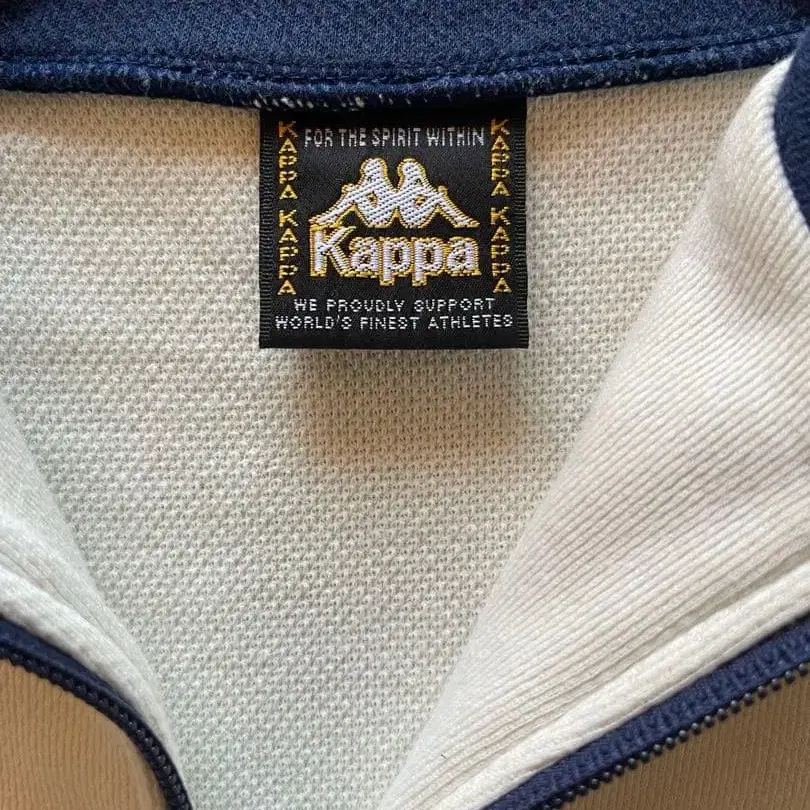 FOR THE SPIRIT WITHIN
KAPPA KAPPA
KAPPA KAPPA
Kappa
WE PROUDLY SUPPORT
WORLD'S FINEST ATHLETES